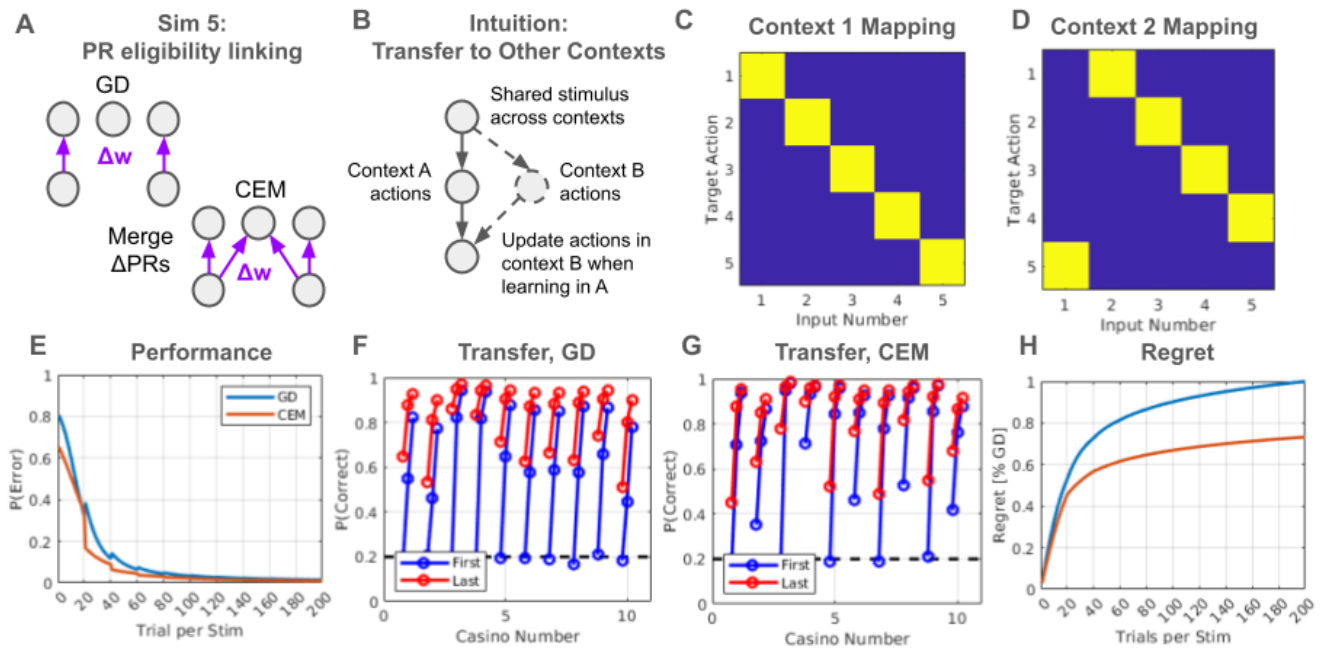 A
Sim 5:
PR eligibility linking
GD
Δw
CEM
Merge
ΔPRs
Δw
B
Intuition:
Transfer to Other Contexts
Shared stimulus
across contexts
Context A
actions
Context B
actions
Update actions in
context B when
learning in A
C
Context 1 Mapping
Target Action
1
2
3
4
5
1 2 3 4 5
Input Number
D
Context 2 Mapping
Target Action
1
2
3
4
5
1 2 3 4 5
Input Number
E
Performance
P(Error)
1
0.8
0.6
0.4
0.2
0
GD
CEM
0 20 40 60 80 100 120 140 160 180 200
Trial per Stim
F
Transfer, GD
P(Correct)
1
0.8
0.6
0.4
0.2
0
First
Last
0 5 10
Casino Number
G
Transfer, CEM
P(Correct)
1
0.8
0.6
0.4
0.2
0
First
Last
0 5 10
Casino Number
H
Regret
Regret [% GD]
1
0.8
0.6
0.4
0.2
0
0 20 40 60 80 100 120 140 160 180 200
Trials per Stim